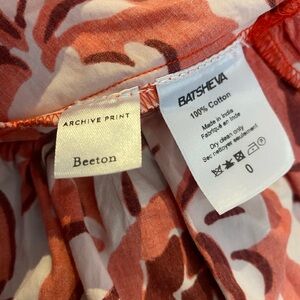 ARCHIVE PRINT
Beeton
BATSHEVA
100% Cotton
Made in India
Fabriqué en Inde
Dry clean only
Sec nettoyer seulement
0